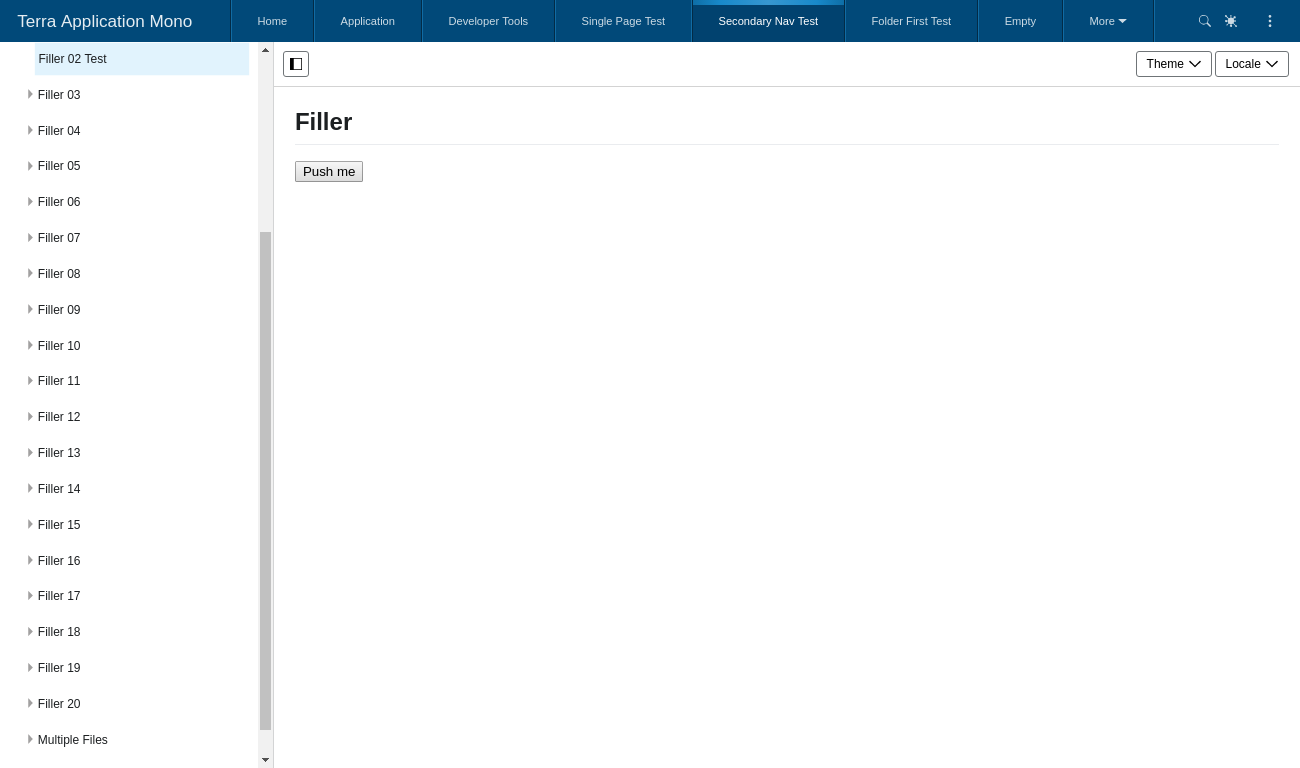 Terra Application Mono
Home
Application
Developer Tools
Single Page Test
Secondary Nav Test
Folder First Test
Empty
More
Filler 02 Test
Filler 03
Filler 04
Filler 05
Filler 06
Filler 07
Filler 08
Filler 09
Filler 10
Filler 11
Filler 12
Filler 13
Filler 14
Filler 15
Filler 16
Filler 17
Filler 18
Filler 19
Filler 20
Multiple Files
Theme
Locale
Filler
Push me